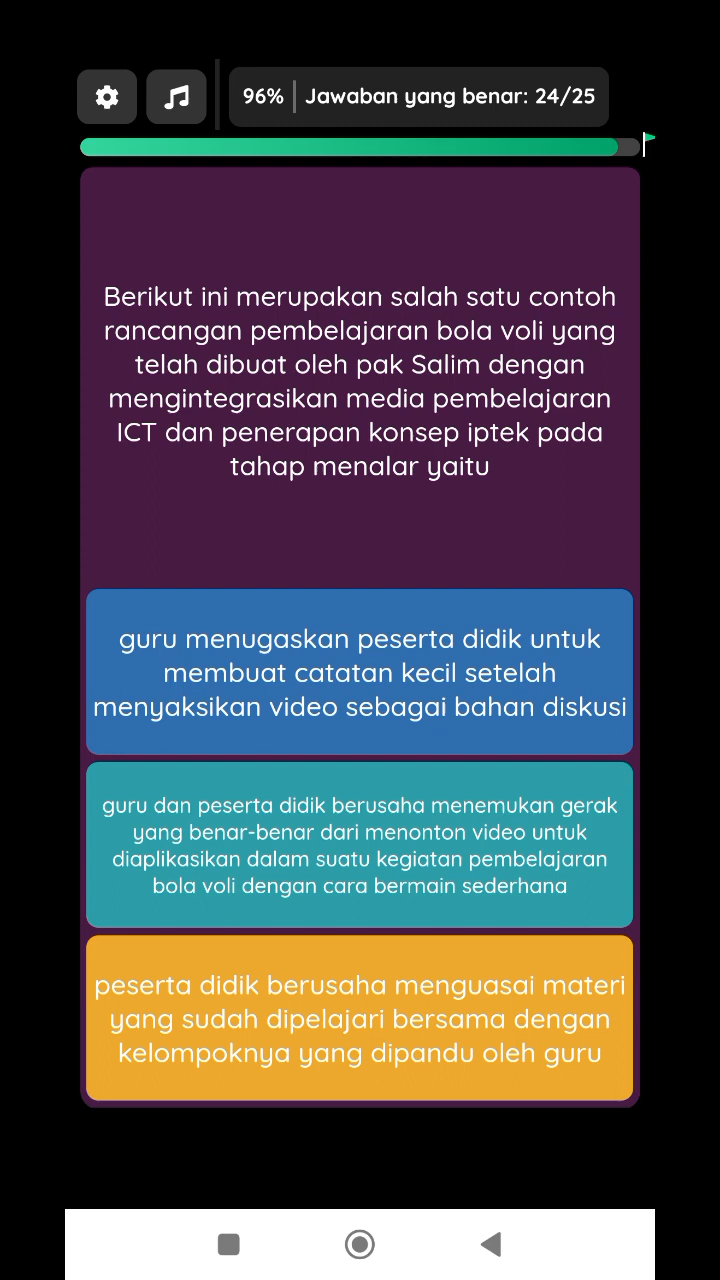 96% | Jawaban yang benar: 24/25
Berikut ini merupakan salah satu contoh
rancangan pembelajaran bola voli yang
telah dibuat oleh pak Salim dengan
mengintegrasikan media pembelajaran
ICT dan penerapan konsep iptek pada
tahap menalar yaitu
guru menugaskan peserta didik untuk
membuat catatan kecil setelah
menyaksikan video sebagai bahan diskusi
guru dan peserta didik berusaha menemukan gerak
yang benar-benar dari menonton video untuk
diaplikasikan dalam suatu kegiatan pembelajaran
bola voli dengan cara bermain sederhana
peserta didik berusaha menguasai materi
yang sudah dipelajari bersama dengan
kelompoknya yang dipandu oleh guru